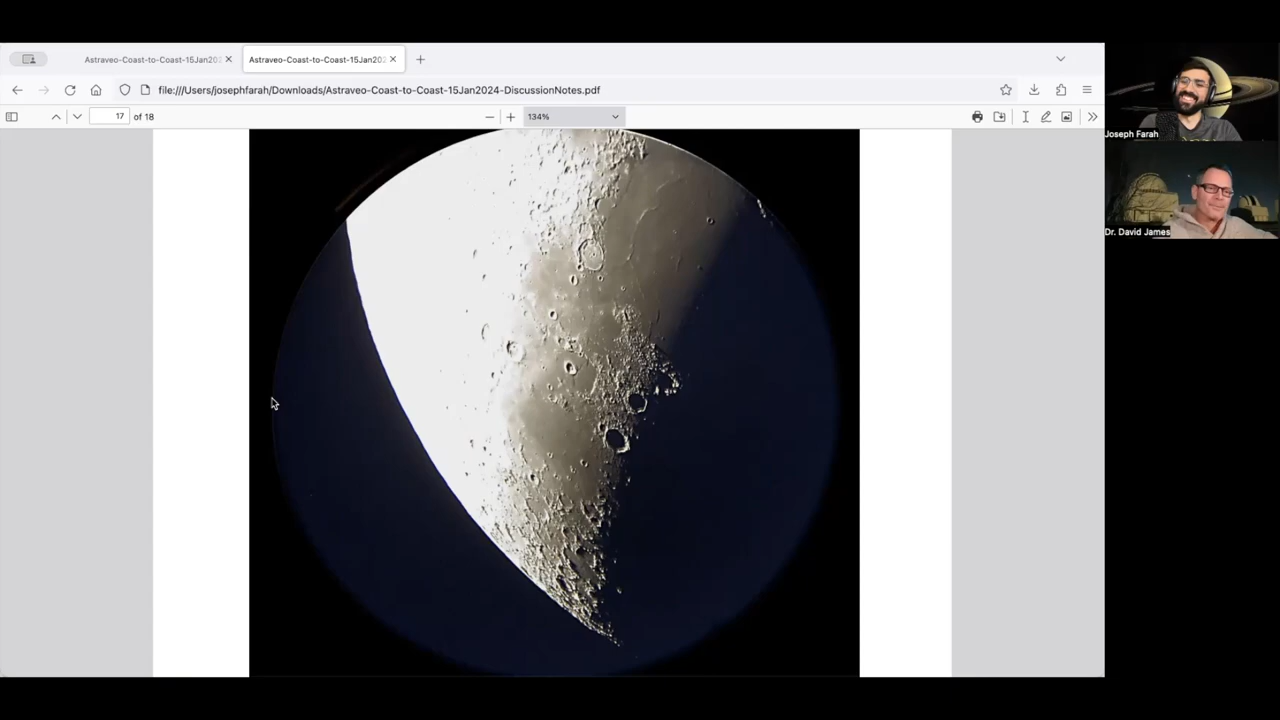 Astraveo-Coast-to-Coast-15Jan202
Astraveo-Coast-to-Coast-15Jan202
file:///Users/josephfarah/Downloads/Astraveo-Coast-to-Coast-15Jan2024-DiscussionNotes.pdf
17 of 18
134%
Joseph Farah
Dr. David James